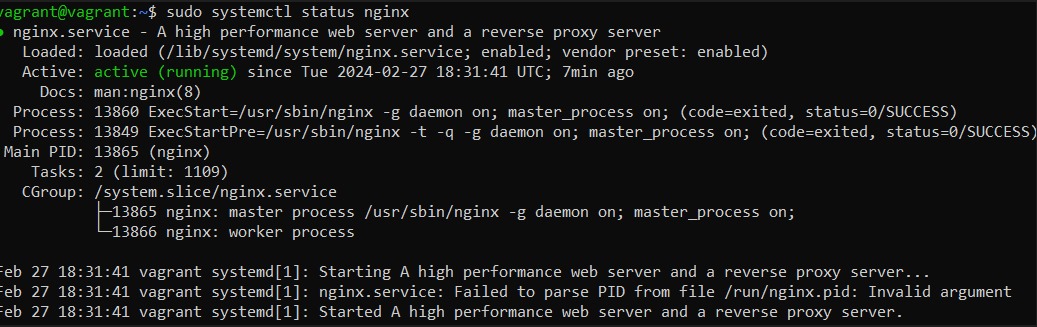 vagrant@vagrant:~$ sudo systemctl status nginx
● nginx.service - A high performance web server and a reverse proxy server
Loaded: loaded (/lib/systemd/system/nginx.service; enabled; vendor preset: enabled)
Active: active (running) since Tue 2024-02-27 18:31:41 UTC; 7min ago
Docs: man:nginx(8)
Process: 13860 ExecStart=/usr/sbin/nginx -g daemon on; master_process on; (code=exited, status=0/SUCCESS)
Process: 13849 ExecStartPre=/usr/sbin/nginx -t -q -g daemon on; master_process on; (code=exited, status=0/SUCCESS)
Main PID: 13865 (nginx)
Tasks: 2 (limit: 1109)
CGroup: /system.slice/nginx.service
├─13865 nginx: master process /usr/sbin/nginx -g daemon on; master_process on;
└─13866 nginx: worker process
Feb 27 18:31:41 vagrant systemd[1]: Starting A high performance web server and a reverse proxy server...
Feb 27 18:31:41 vagrant systemd[1]: nginx.service: Failed to parse PID from file /run/nginx.pid: Invalid argument
Feb 27 18:31:41 vagrant systemd[1]: Started A high performance web server and a reverse proxy server.